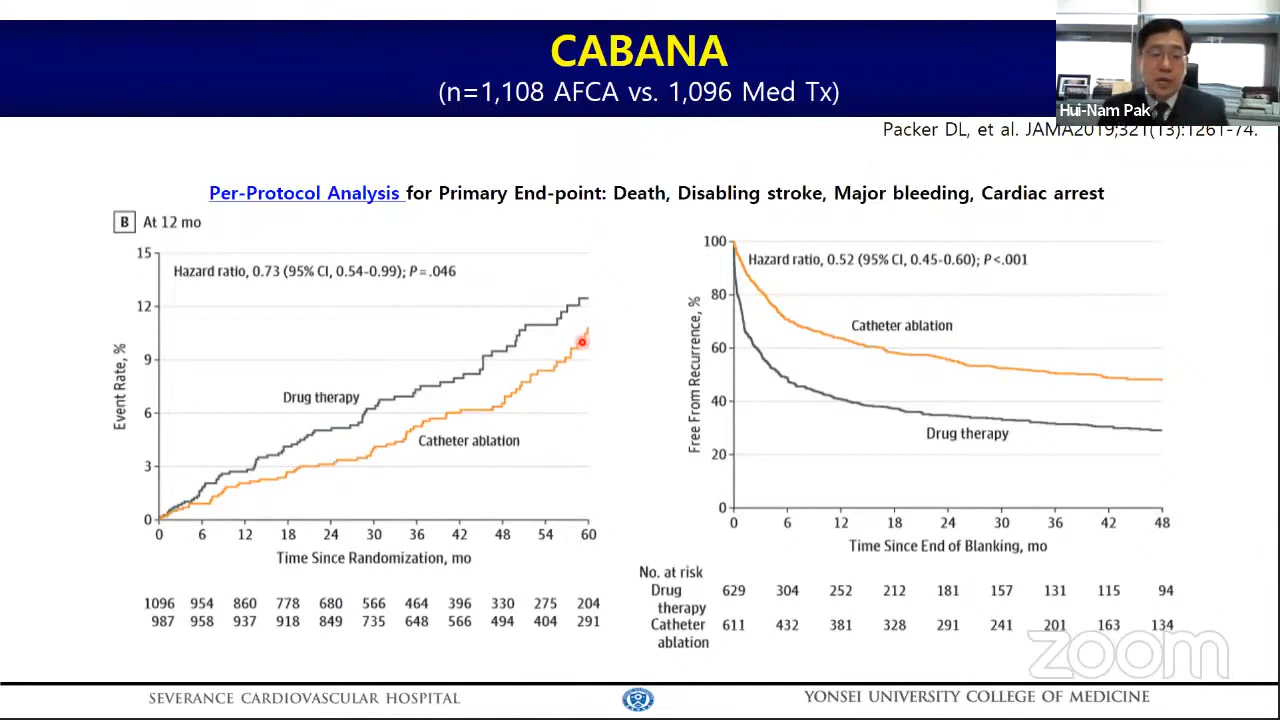 CABANA
(n=1,108 AFCA vs. 1,096 Med Tx)
Hui-Nam Pak
Packer DL, et al. JAMA2019;321(13):1261-74.
Per-Protocol Analysis for Primary End-point: Death, Disabling stroke, Major bleeding, Cardiac arrest
B At 12 mo
15
12
9
6
3
0
Event Rate, %
Hazard ratio, 0.73 (95% CI, 0.54-0.99); P = .046
Drug therapy
Catheter ablation
0 6 12 18 24 30 36 42 48 54 60
Time Since Randomization, mo
1096 954 860 778 680 566 464 396 330 275 204
987 958 937 918 849 735 648 566 494 404 291
100
80
60
40
20
0
Free From Recurrence, %
Hazard ratio, 0.52 (95% CI, 0.45-0.60); P <.001
Catheter ablation
Drug therapy
0 6 12 18 24 30 36 42 48
Time Since End of Blanking, mo
No. at risk
Drug 629 304 252 212 181 157 131 115 94
therapy
Catheter 611 432 381 328 291 241 201 163 134
ablation
zoom
SEVERANCE CARDIOVASCULAR HOSPITAL
YONSEI UNIVERSITY COLLEGE OF MEDICINE